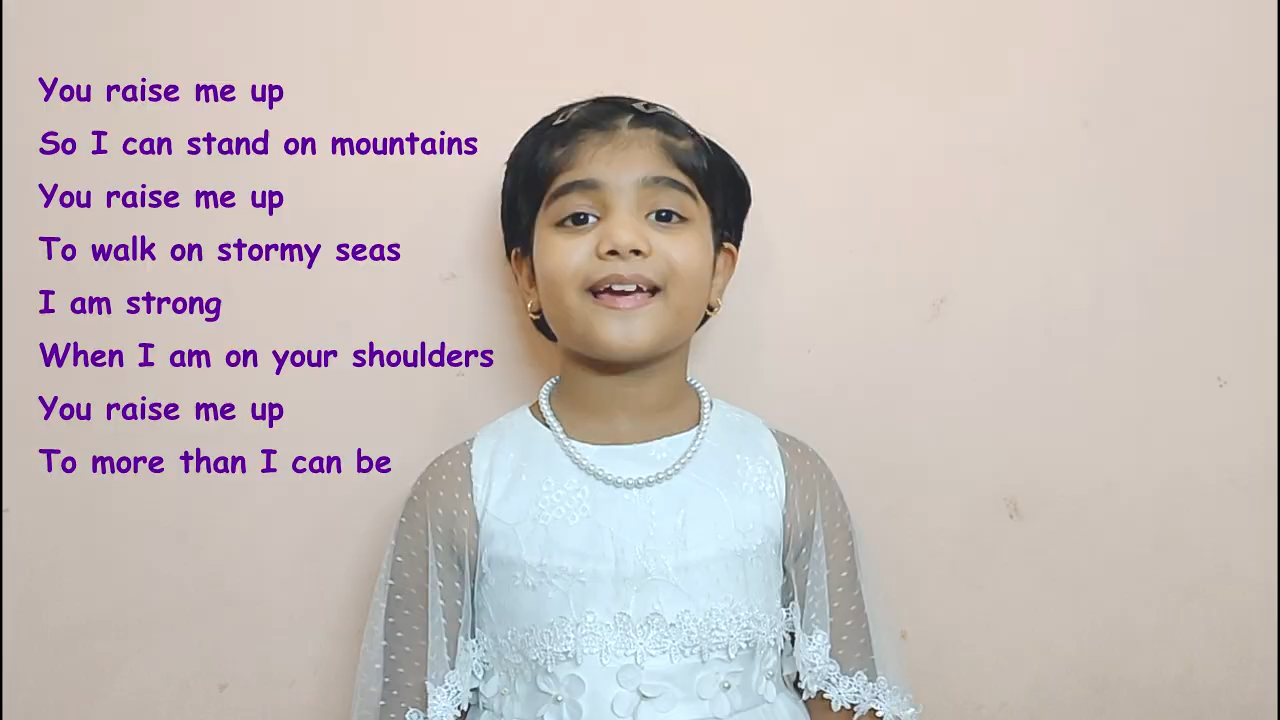 You raise me up
So I can stand on mountains
You raise me up
To walk on stormy seas
I am strong
When I am on your shoulders
You raise me up
To more than I can be